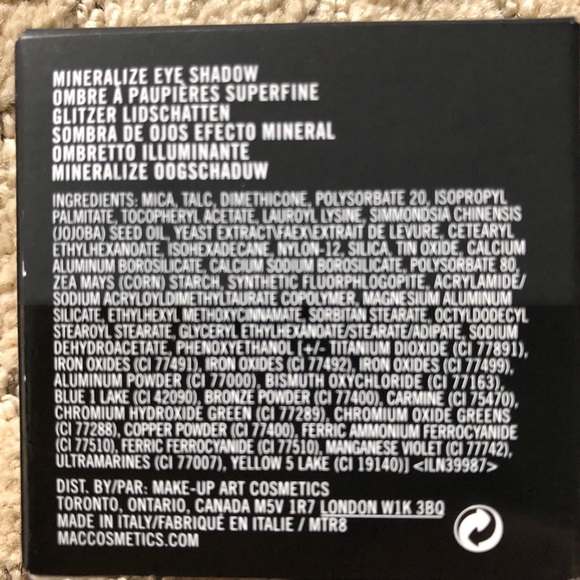 MINERALIZE EYE SHADOW
OMBRE À PAUPIÈRES SUPERFINE
GLITZER LIDSCHATTEN
SOMBRA DE OJOS EFECTO MINERAL
OMBRETTO ILLUMINANTE
MINERALIZE OOGSCHADUW
INGREDIENTS: MICA, TALC, DIMETHICONE, POLYSORBATE 20, ISOPROPYL
PALMITATE, TOCOPHERYL ACETATE, LAUROYL LYSINE, SIMMONDSIA CHINENSIS
(JOJOBA) SEED OIL, YEAST EXTRACT\FAEX\EXTRAIT DE LEVURE, CETEARYL
ETHYLHEXANOATE, ISOHEXADECANE, NYLON-12, SILICA, TIN OXIDE, CALCIUM
ALUMINUM BOROSILICATE, CALCIUM SODIUM BOROSILICATE, POLYSORBATE 80,
ZEA MAYS (CORN) STARCH, SYNTHETIC FLUORPHLOGOPITE, ACRYLAMIDE/
SODIUM ACRYLOYLDIMETHYLTAURATE COPOLYMER, MAGNESIUM ALUMINUM
SILICATE, ETHYLHEXYL METHOXYCINNAMATE, SORBITAN STEARATE, OCTYLDODECYL
STEAROYL STEARATE, GLYCERYL ETHYLHEXANOATE/STEARATE/ADIPATE, SODIUM
DEHYDROACETATE, PHENOXYETHANOL [+/- TITANIUM DIOXIDE (CI 77891),
IRON OXIDES (CI 77491), IRON OXIDES (CI 77492), IRON OXIDES (CI 77499),
ALUMINUM POWDER (CI 77000), BISMUTH OXYCHLORIDE (CI 77163),
BLUE 1 LAKE (CI 42090), BRONZE POWDER (CI 77400), CARMINE (CI 75470),
CHROMIUM HYDROXIDE GREEN (CI 77289), CHROMIUM OXIDE GREENS
(CI 77288), COPPER POWDER (CI 77400), FERRIC AMMONIUM FERROCYANIDE
(CI 77510), FERRIC FERROCYANIDE (CI 77510), MANGANESE VIOLET (CI 77742),
ULTRAMARINES (CI 77007), YELLOW 5 LAKE (CI 19140)] <ILN39987>
DIST. BY/PAR: MAKE-UP ART COSMETICS
TORONTO, ONTARIO, CANADA M5V 1R7 LONDON W1K 3BQ
MADE IN ITALY/FABRIQUÉ EN ITALIE / MTR8
MACCOSMETICS.COM